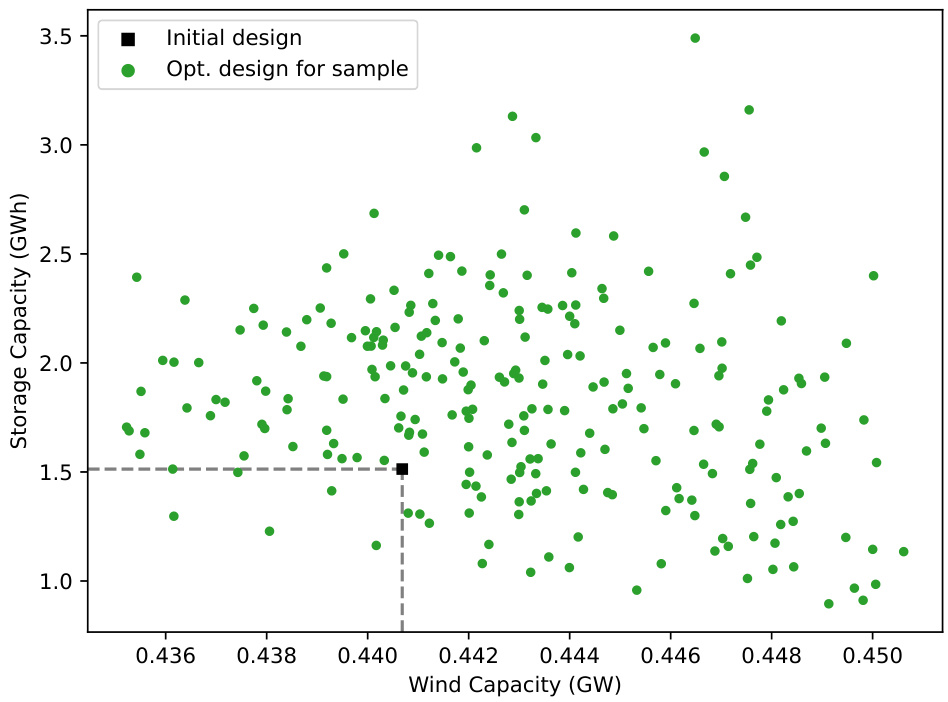 Initial design
Opt. design for sample
Storage Capacity (GWh)
3.5
3.0
2.5
2.0
1.5
1.0
0.436 0.438 0.440 0.442 0.444 0.446 0.448 0.450
Wind Capacity (GW)